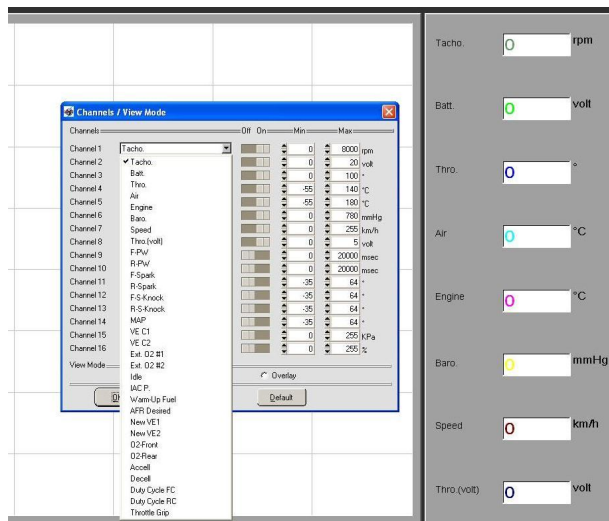 Channels / View Mode
Channels Off On Min Max
Channel 1 Tacho. 0 8000 rpm
Channel 2 0 20 volt
Channel 3 0 100 °
Channel 4 -55 140 °C
Channel 5 -55 180 °C
Channel 6 0 780 mmHg
Channel 7 0 255 km/h
Channel 8 0 5 volt
Channel 9 0 20000 msec
Channel 10 0 20000 msec
Channel 11 -35 64 °
Channel 12 -35 64 °
Channel 13 -35 64 °
Channel 14 -35 64 °
Channel 15 0 255 KPa
Channel 16 0 255 %
✓ Tacho.
Batt.
Thro.
Air
Engine
Baro.
Speed
Thro.(volt)
F-PW
R-PW
F-Spark
R-Spark
F-S-Knock
R-S-Knock
MAP
VE C1
VE C2
Ext. O2 #1
Ext. O2 #2
Idle
IAC P.
Warm-Up Fuel
AFR Desired
New VE1
New VE2
O2-Front
O2-Rear
Accell
Decell
Duty Cycle FC
Duty Cycle RC
Throttle Grip
View Mode
Overlay
Default
Tacho. 0 rpm
Batt. 0 volt
Thro. 0 °
Air 0 °C
Engine 0 °C
Baro. 0 mmHg
Speed 0 km/h
Thro.(volt) 0 volt